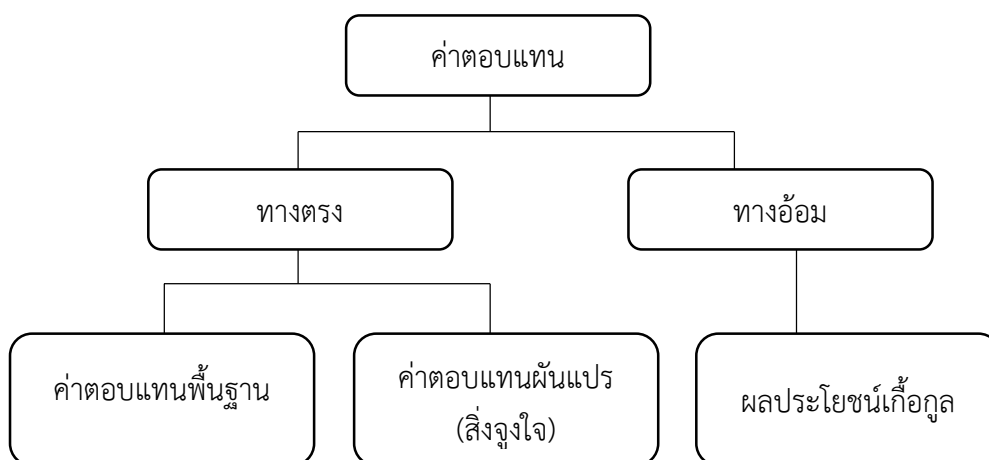 ค่าตอบแทน
ทางตรง
ทางอ้อม
ค่าตอบแทนพื้นฐาน
ค่าตอบแทนผันแปร
(สิ่งจูงใจ)
ผลประโยชน์เกื้อกูล